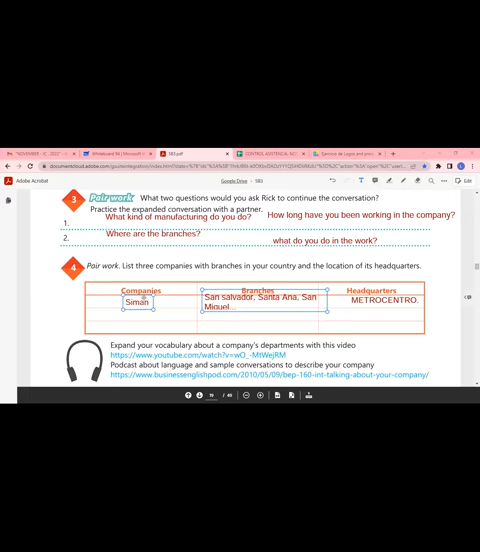 SB3.pdf
Adobe Acrobat
Google Drive
SB3
Edit
3 Pair work What two questions would you ask Rick to continue the conversation?
Practice the expanded conversation with a partner.
What kind of manufacturing do you do? How long have you been working in the company?
1.
Where are the branches?
2.
what do you do in the work?
4 Pair work. List three companies with branches in your country and the location of its headquarters.
Companies Branches Headquarters
Siman San salvador, Santa Ana, San METROCENTRO.
Miguel...
Expand your vocabulary about a company's departments with this video
https://www.youtube.com/watch?v=wO_-MtWejRM
Podcast about language and sample conversations to describe your company
https://www.businessenglishpod.com/2010/05/09/bep-160-int-talking-about-your-company/